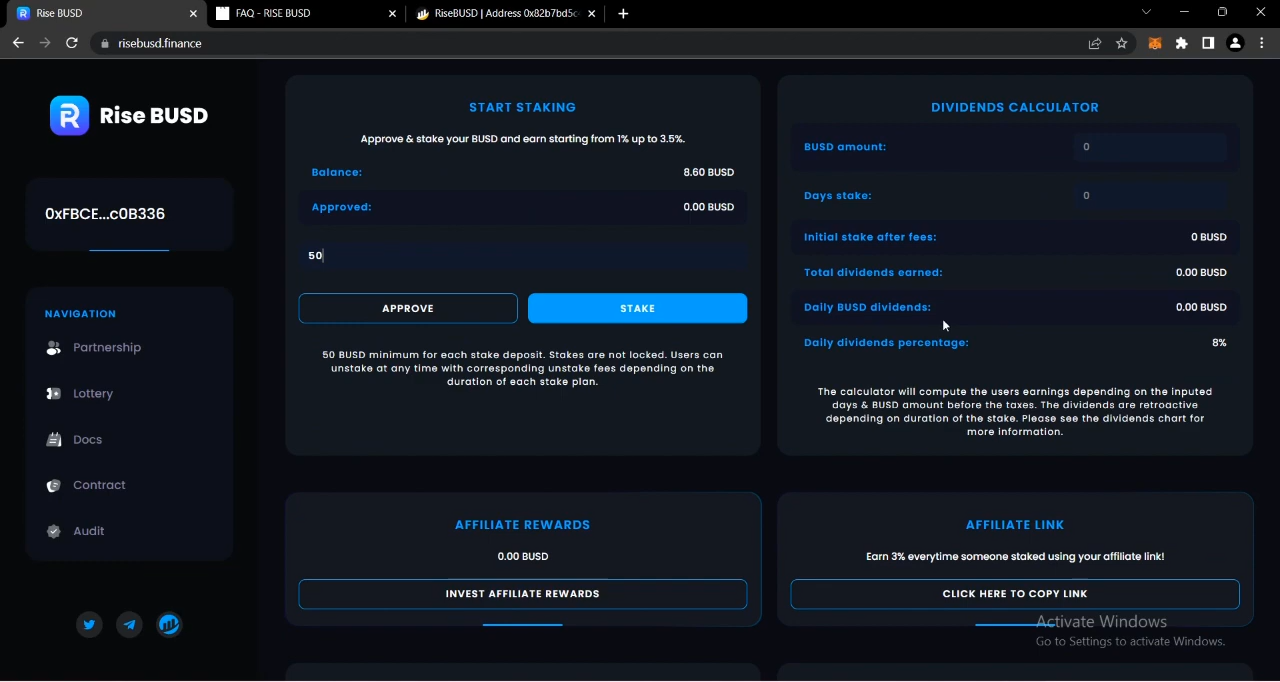 Rise BUSD
FAQ - RISE BUSD
RiseBUSD | Address 0x82b7bd5c
risebusd.finance
Rise BUSD
0xFBCE...c0B336
NAVIGATION
Partnership
Lottery
Docs
Contract
Audit
START STAKING
Approve & stake your BUSD and earn starting from 1% up to 3.5%.
Balance: 8.60 BUSD
Approved: 0.00 BUSD
50
APPROVE STAKE
50 BUSD minimum for each stake deposit. Stakes are not locked. Users can
unstake at any time with corresponding unstake fees depending on the
duration of each stake plan.
DIVIDENDS CALCULATOR
BUSD amount: 0
Days stake: 0
Initial stake after fees: 0 BUSD
Total dividends earned: 0.00 BUSD
Daily BUSD dividends: 0.00 BUSD
Daily dividends percentage: 8%
The calculator will compute the users earnings depending on the inputed
days & BUSD amount before the taxes. The dividends are retroactive
depending on duration of the stake. Please see the dividends chart for
more information.
AFFILIATE REWARDS
0.00 BUSD
INVEST AFFILIATE REWARDS
AFFILIATE LINK
Earn 3% everytime someone staked using your affiliate link!
CLICK HERE TO COPY LINK
Activate Windows
Go to Settings to activate Windows.